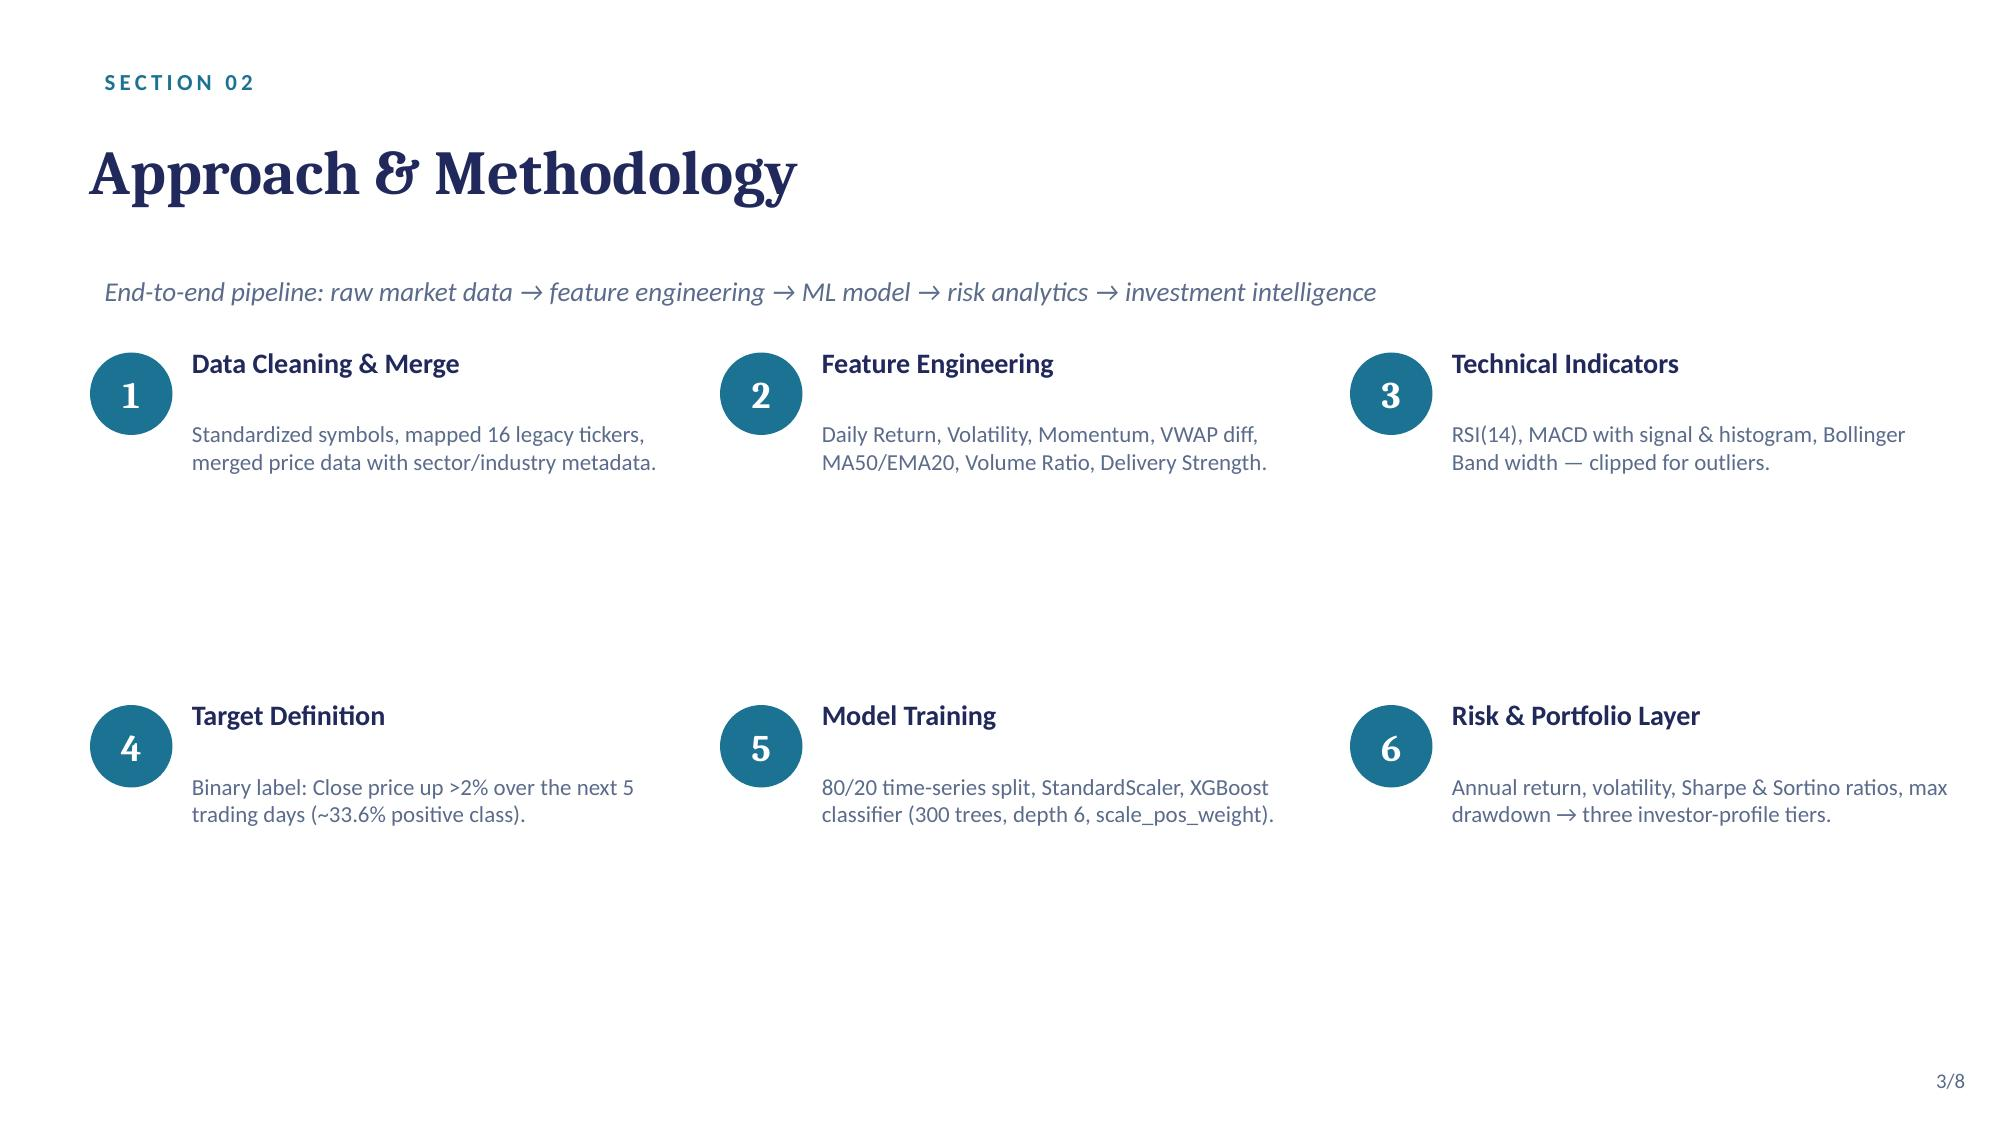 SECTION 02
Approach & Methodology
End-to-end pipeline: raw market data → feature engineering → ML model → risk analytics → investment intelligence
1
Data Cleaning & Merge
Standardized symbols, mapped 16 legacy tickers,
merged price data with sector/industry metadata.
2
Feature Engineering
Daily Return, Volatility, Momentum, VWAP diff,
MA50/EMA20, Volume Ratio, Delivery Strength.
3
Technical Indicators
RSI(14), MACD with signal & histogram, Bollinger
Band width — clipped for outliers.
4
Target Definition
Binary label: Close price up >2% over the next 5
trading days (~33.6% positive class).
5
Model Training
80/20 time-series split, StandardScaler, XGBoost
classifier (300 trees, depth 6, scale_pos_weight).
6
Risk & Portfolio Layer
Annual return, volatility, Sharpe & Sortino ratios, max
drawdown → three investor-profile tiers.
3/8